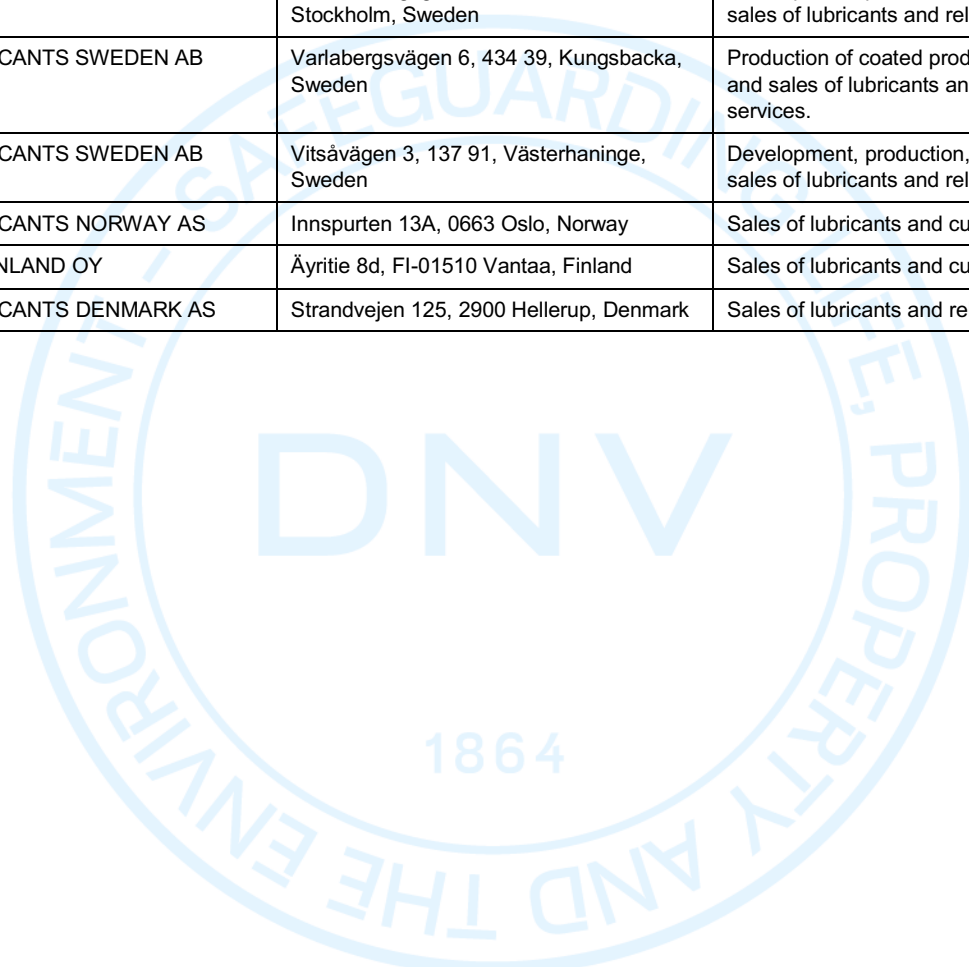 Stockholm, Sweden
sales of lubricants and rel
CANTS SWEDEN AB
Varlabergsvägen 6, 434 39, Kungsbacka,
Sweden
Production of coated prod
and sales of lubricants an
services.
CANTS SWEDEN AB
Vitsåvägen 3, 137 91, Västerhaninge,
Sweden
Development, production,
sales of lubricants and rel
CANTS NORWAY AS
Innspurten 13A, 0663 Oslo, Norway
Sales of lubricants and cu
NLAND OY
Äyritie 8d, FI-01510 Vantaa, Finland
Sales of lubricants and cu
CANTS DENMARK AS
Strandvejen 125, 2900 Hellerup, Denmark
Sales of lubricants and re
SAFEGUARDING LIFE, PROPERTY AND THE ENVIRONMENT -
DNV
1864